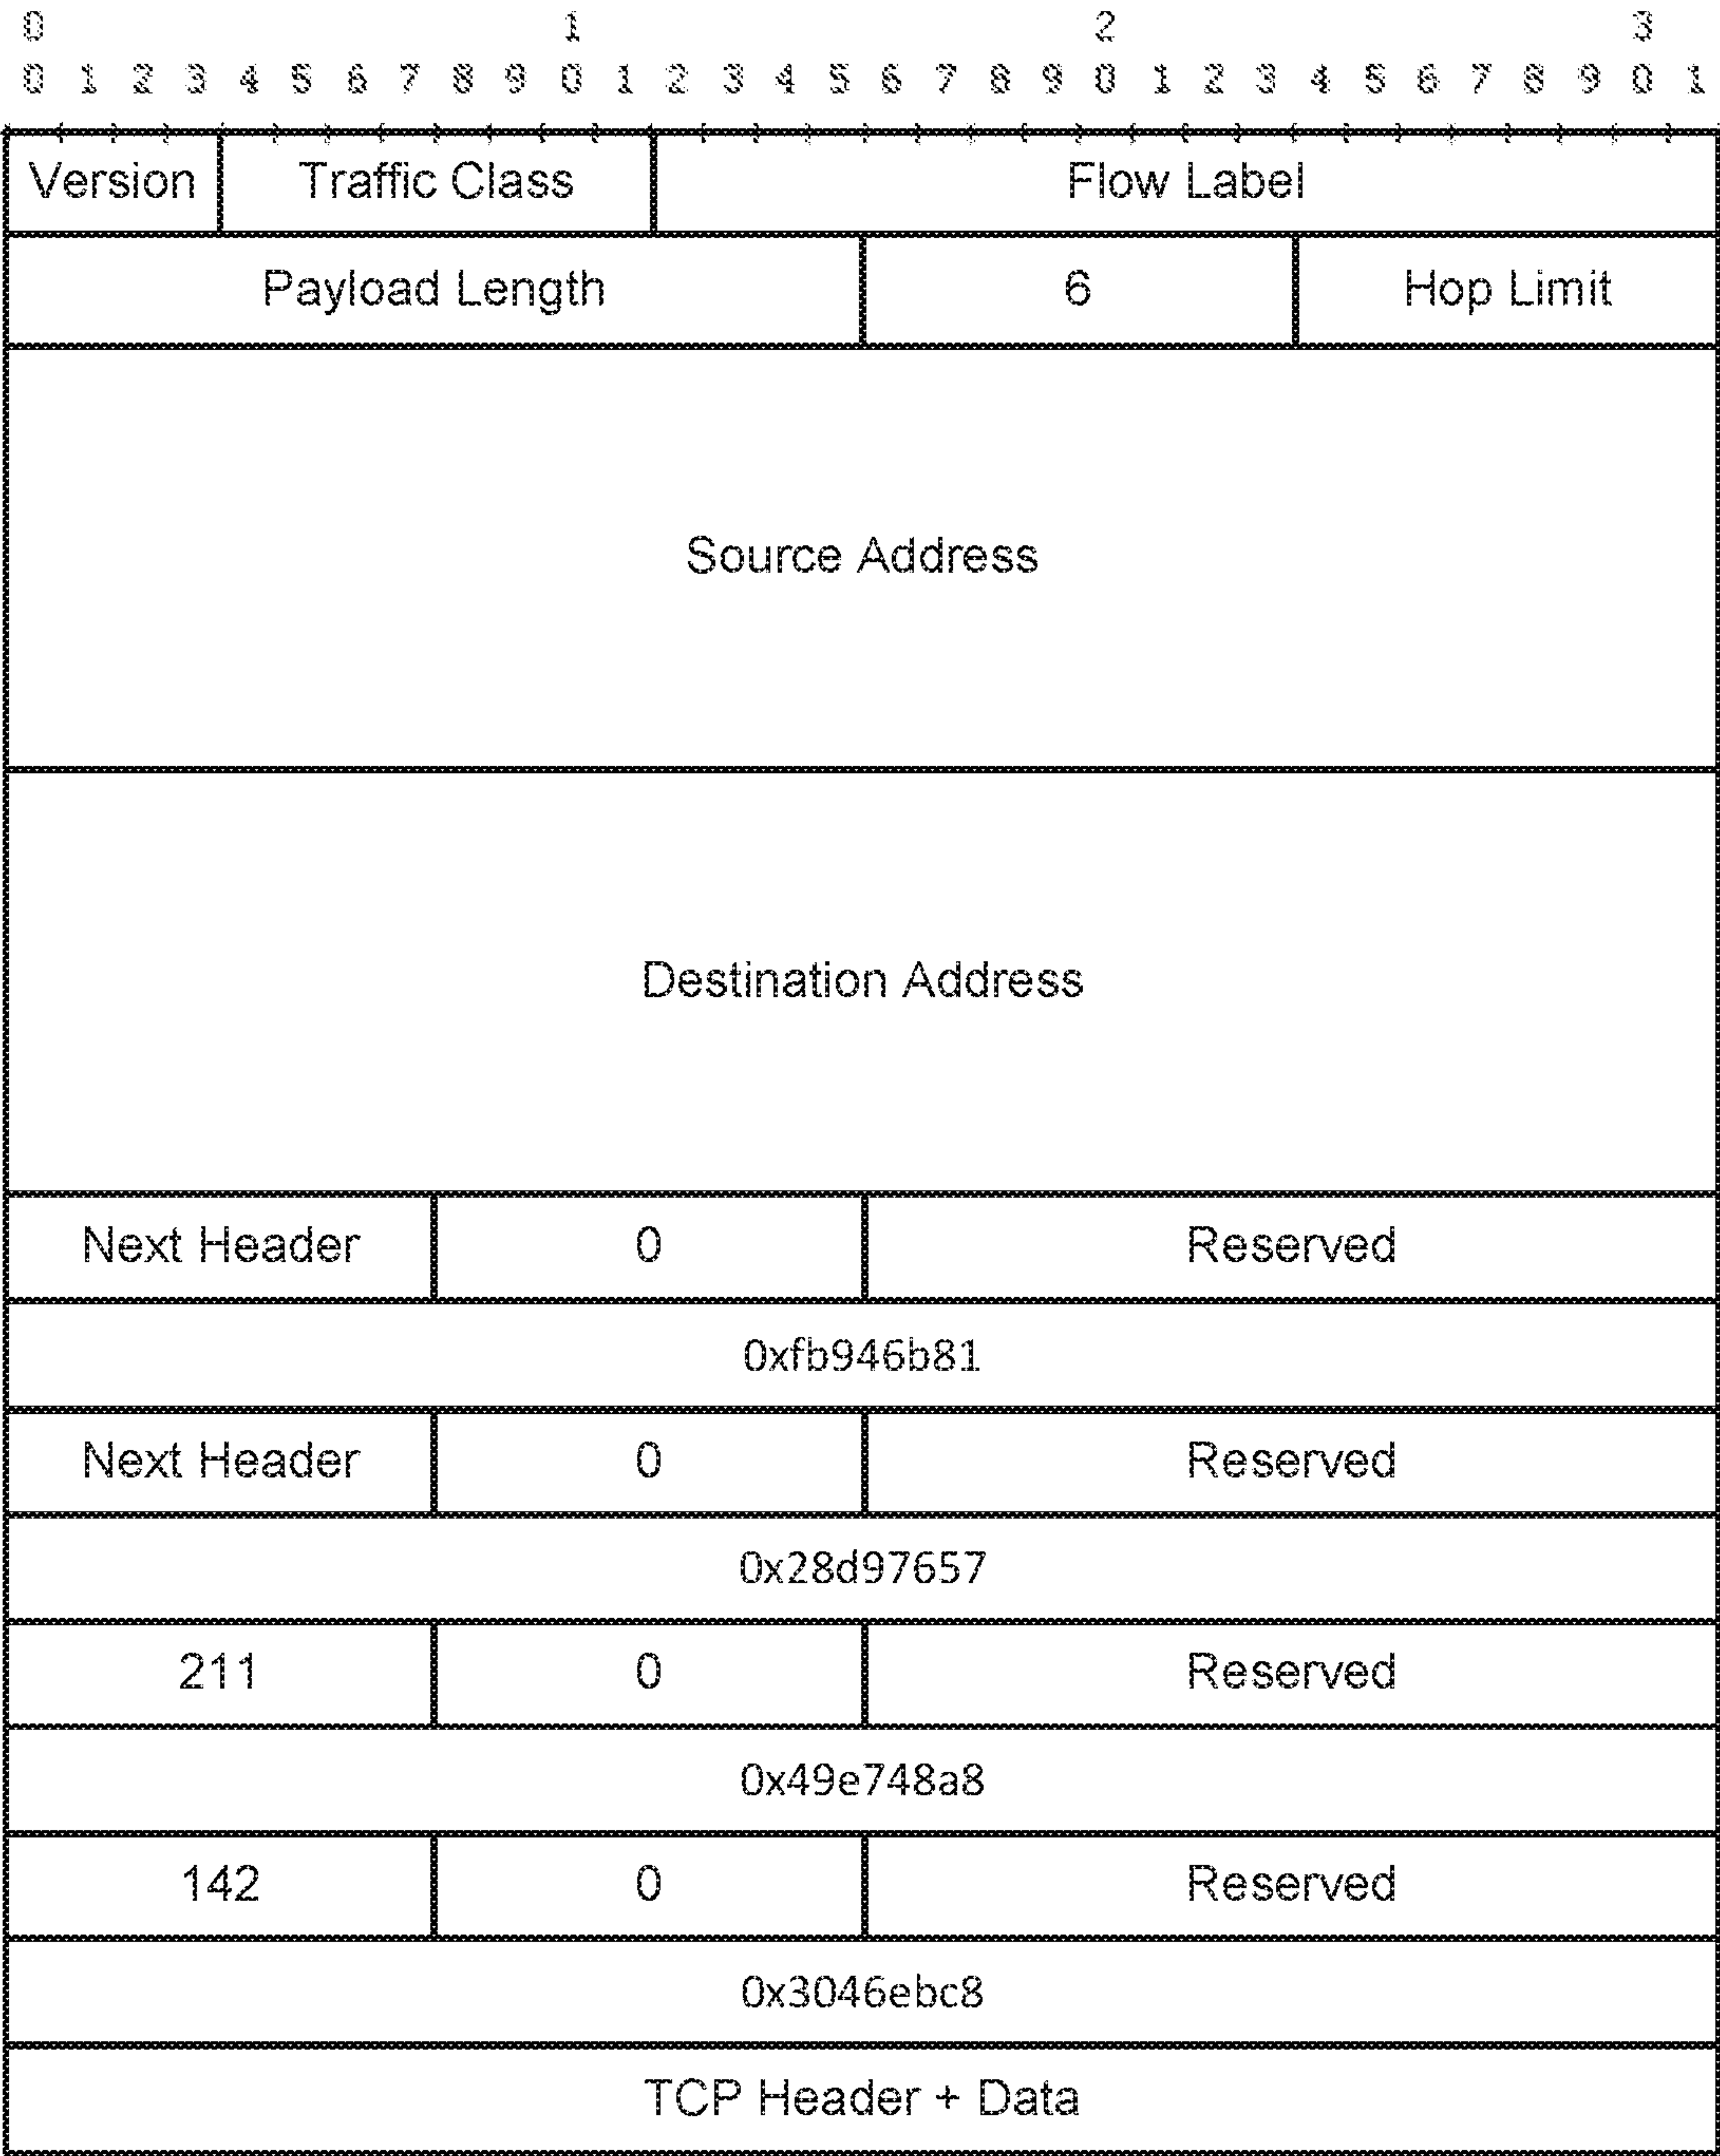 0 1 2 3
0 1 2 3 4 5 6 7 8 9 0 1 2 3 4 5 6 7 8 9 0 1 2 3 4 5 6 7 8 9 0 1
Version Traffic Class Flow Label
Payload Length 6 Hop Limit
Source Address
Destination Address
Next Header 0 Reserved
0xfb946b81
Next Header 0 Reserved
0x28d97657
211 0 Reserved
0x49e748a8
142 0 Reserved
0x3046ebc8
TCP Header + Data